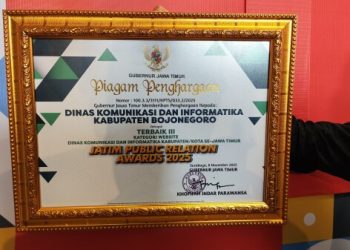 GUBERNUR JAWA TIMUR
Piagam Penghargaan
Gubernur Jawa Timur Memberikan Penghargaan Kepada:
DINAS KOMUNIKASI DAN INFORMATIKA
KABUPATEN BOJONEGORO
TERBAIK III
KATEGORI WEBSITE
DINAS KOMUNIKASI DAN INFORMATIKA KABUPATEN/KOTA SE-JAWA TIMUR
JATIM PUBLIC RELATION
AWARDS 2025
GUBERNUR JAWA TIMUR
KHOFIFAH INDAR PARAWANSA